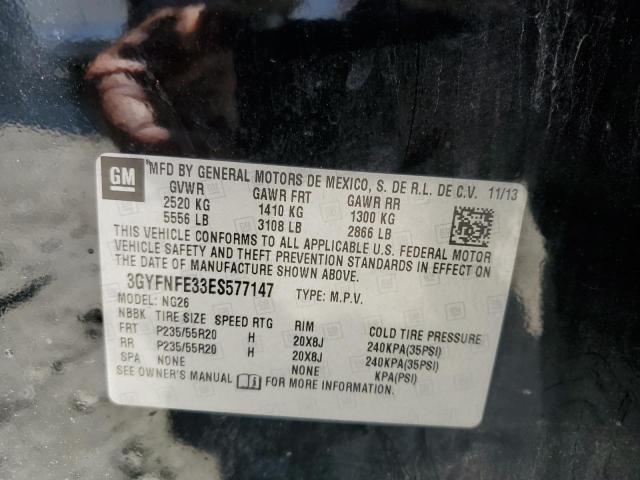 GM
MFD BY GENERAL MOTORS DE MEXICO, S. DE R.L. DE C.V. 11/13
GVWR GAWR FRT GAWR RR
2520 KG 1410 KG 1300 KG
5556 LB 3108 LB 2866 LB
THIS VEHICLE CONFORMS TO ALL APPLICABLE U.S. FEDERAL MOTOR
VEHICLE SAFETY AND THEFT PREVENTION STANDARDS IN EFFECT ON
THE DATE OF MANUFACTURE SHOWN ABOVE.
3GYFNFE33ES577147 TYPE: M.P.V.
MODEL: NG26
NBBK TIRE SIZE SPEED RTG RIM COLD TIRE PRESSURE
FRT P235/55R20 H 20X8J 240KPA(35PSI)
RR P235/55R20 H 20X8J 240KPA(35PSI)
SPA NONE NONE KPA(PSI)
SEE OWNER'S MANUAL FOR MORE INFORMATION.